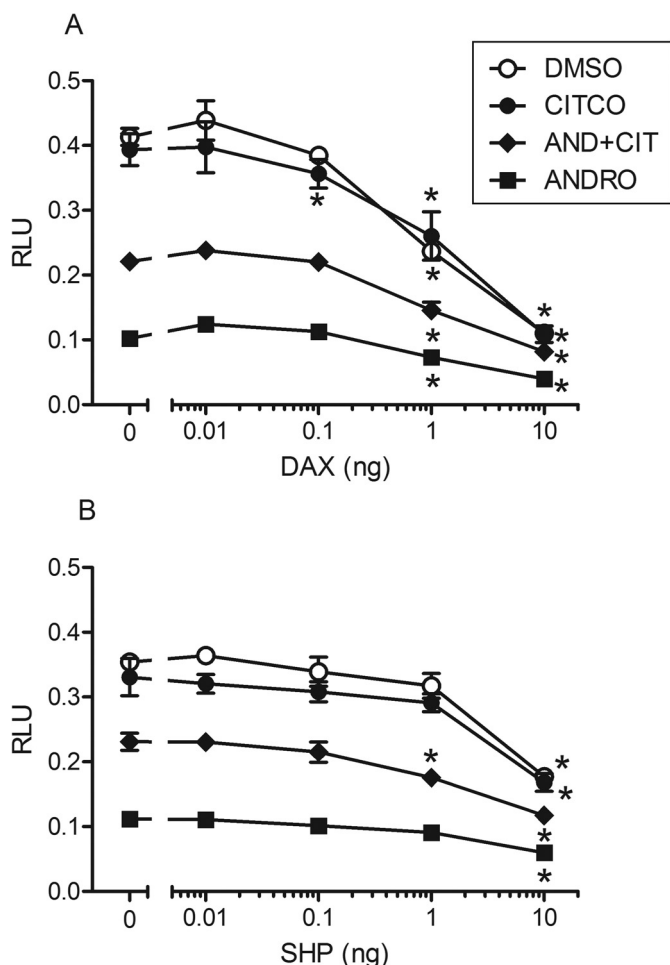 A
DMSO
CITCO
AND+CIT
ANDRO
0.5
0.4
0.3
0.2
0.1
0.0
RLU
* * * * * * * * *
0 0.01 0.1 1 10
DAX (ng)
B
0.5
0.4
0.3
0.2
0.1
0.0
RLU
* * * * *
0 0.01 0.1 1 10
SHP (ng)